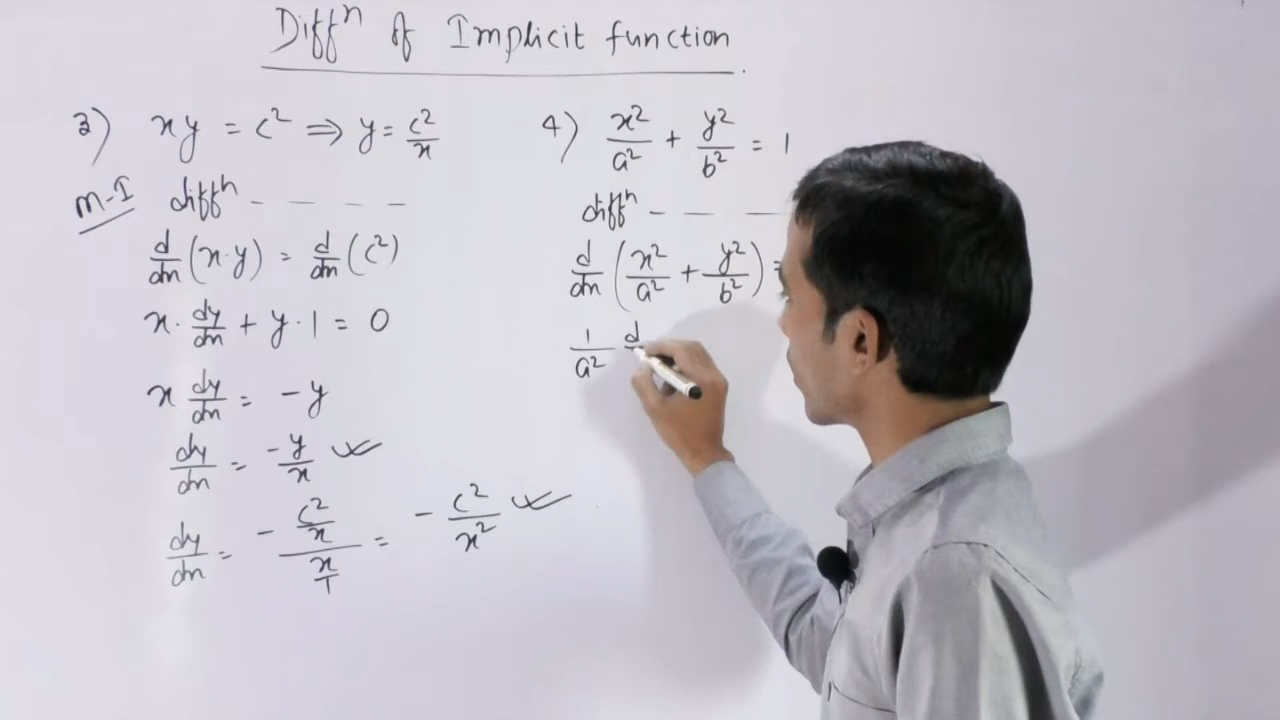 Diffⁿ of Implicit function
3) xy = c² ⇒ y = c²/x
M-I diffⁿ - - - -
d/dx (x·y) = d/dx (c²)
x · dy/dx + y · 1 = 0
x dy/dx = -y
dy/dx = -y/x
dy/dx = - (c²/x)/(x/1) = - c²/x²
4) x²/a² + y²/b² = 1
diffⁿ - - -
d/dx (x²/a² + y²/b²) =
1/a² d